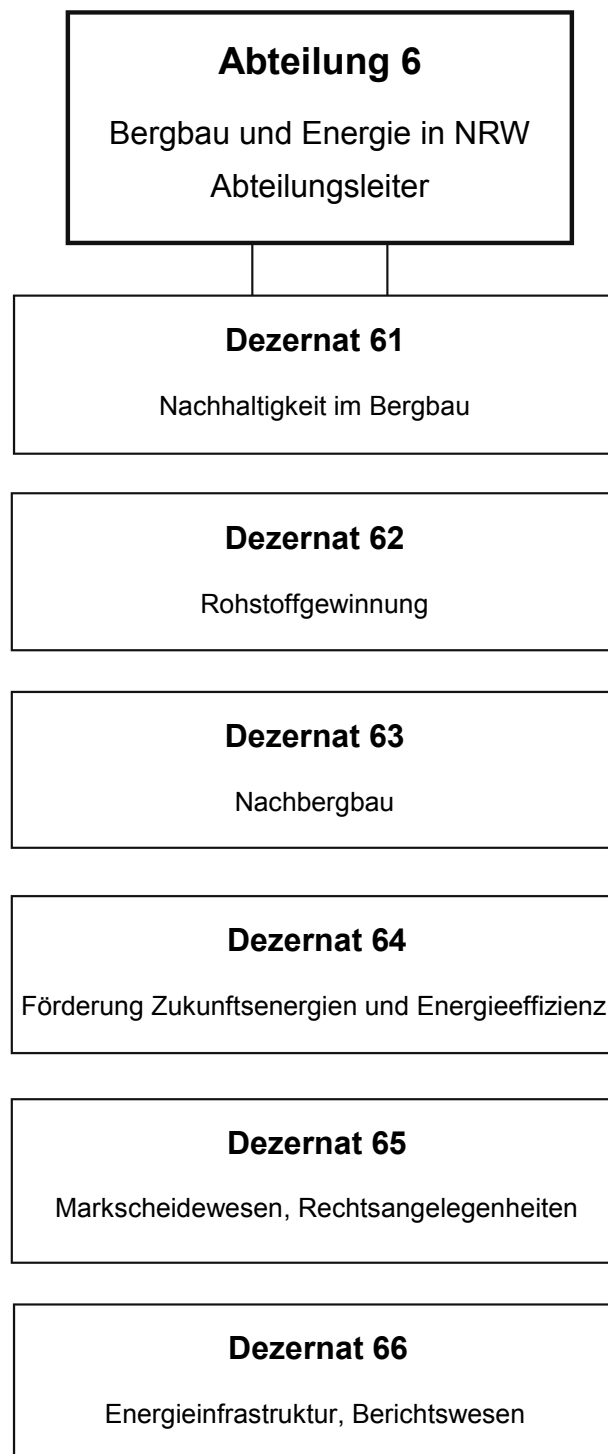 Abteilung 6
Bergbau und Energie in NRW
Abteilungsleiter
Dezernat 61
Nachhaltigkeit im Bergbau
Dezernat 62
Rohstoffgewinnung
Dezernat 63
Nachbergbau
Dezernat 64
Förderung Zukunftsenergien und Energieeffizienz
Dezernat 65
Markscheidewesen, Rechtsangelegenheiten
Dezernat 66
Energieinfrastruktur, Berichtswesen